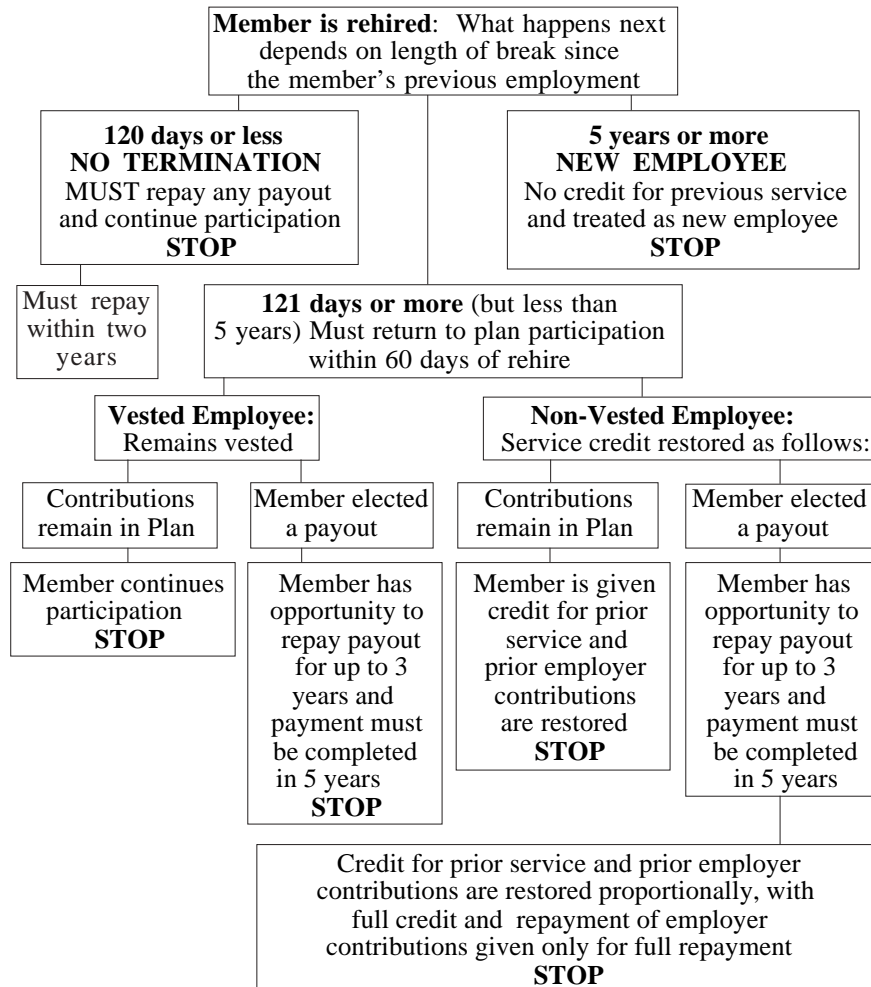 Member is rehired: What happens next
depends on length of break since
the member's previous employment
120 days or less
NO TERMINATION
MUST repay any payout
and continue participation
STOP
5 years or more
NEW EMPLOYEE
No credit for previous service
and treated as new employee
STOP
Must repay
within two
years
121 days or more (but less than
5 years) Must return to plan participation
within 60 days of rehire
Vested Employee:
Remains vested
Non-Vested Employee:
Service credit restored as follows:
Contributions
remain in Plan
Member elected
a payout
Contributions
remain in Plan
Member elected
a payout
Member continues
participation
STOP
Member has
opportunity to
repay payout
for up to 3
years and
payment must
be completed
in 5 years
STOP
Member is given
credit for prior
service and
prior employer
contributions
are restored
STOP
Member has
opportunity to
repay payout
for up to 3
years and
payment must
be completed
in 5 years
Credit for prior service and prior employer
contributions are restored proportionally, with
full credit and repayment of employer
contributions given only for full repayment
STOP